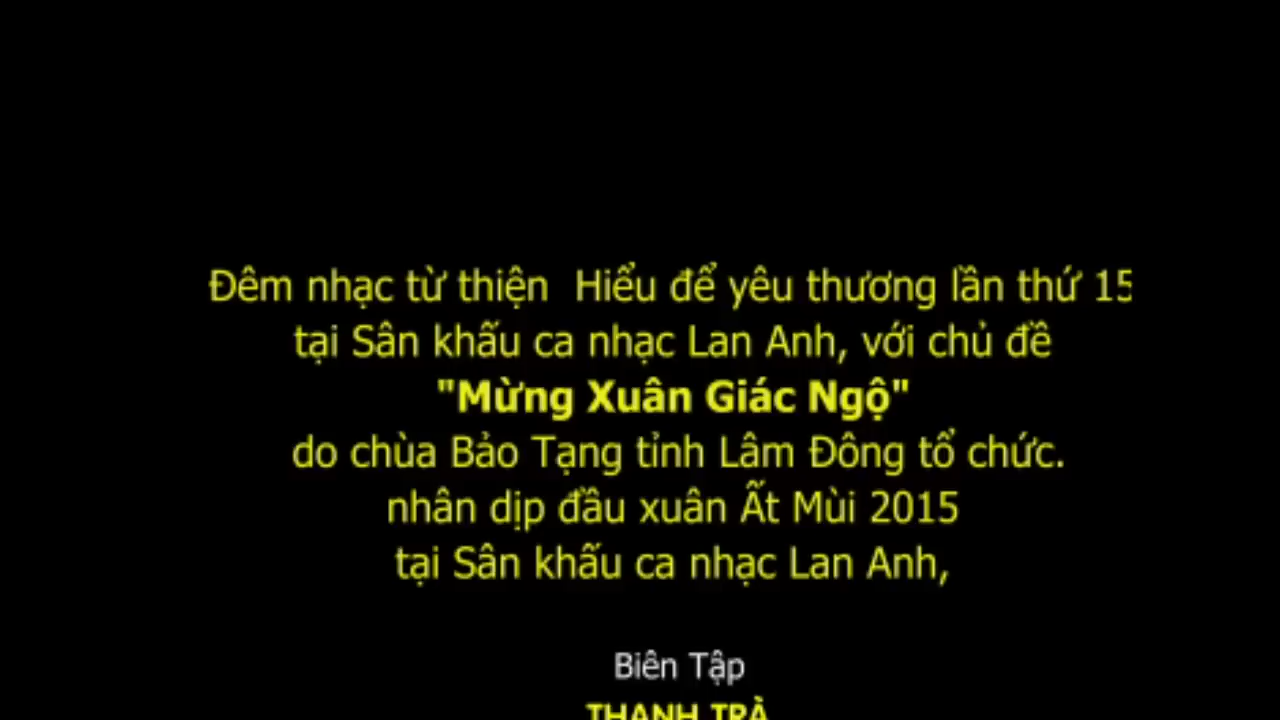 Đêm nhạc từ thiện Hiểu để yêu thương lần thứ 15
tại Sân khấu ca nhạc Lan Anh, với chủ đề
"Mừng Xuân Giác Ngộ"
do chùa Bảo Tạng tỉnh Lâm Đông tổ chức.
nhân dịp đầu xuân Ất Mùi 2015
tại Sân khấu ca nhạc Lan Anh,
Biên Tập
THANH TRÀ